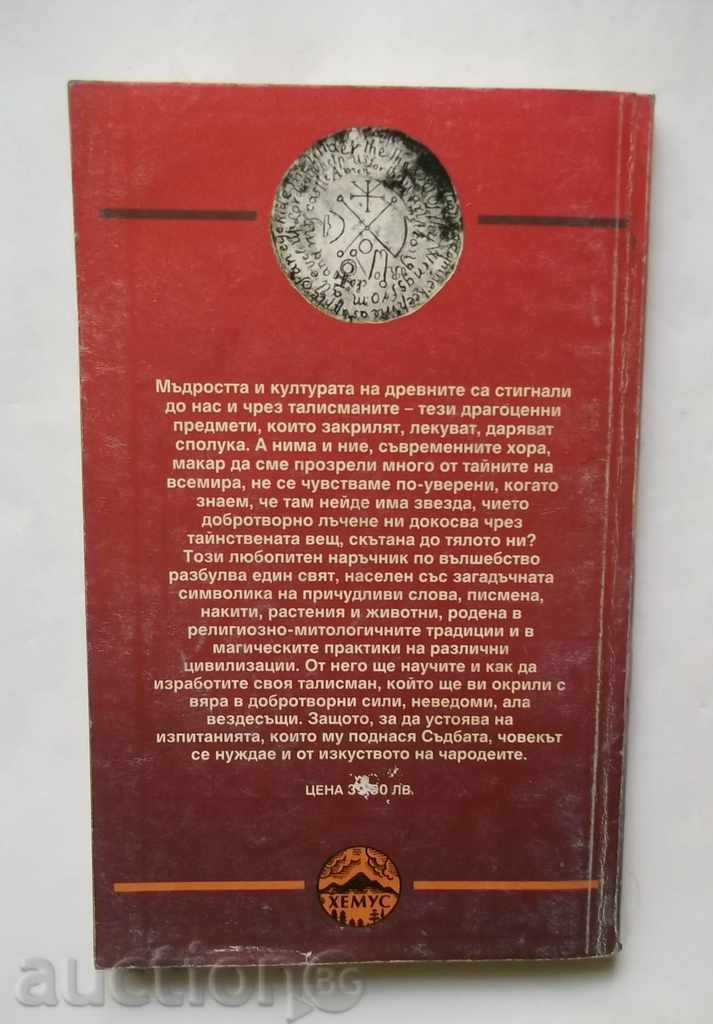 Мъдростта и културата на древните са стигнали
до нас и чрез талисманите – тези драгоценни
предмети, които закрилят, лекуват, даряват
сполука. А нима и ние, съвременните хора,
макар да сме прозрели много от тайните на
всемира, не се чувстваме по-уверени, когато
знаем, че там нейде има звезда, чието
добротворно лъчене ни докосва чрез
тайнствената вещ, скътана до тялото ни?
Този любопитен наръчник по вълшебство
разбулва един свят, населен със загадъчната
символика на причудливи слова, писмена,
накити, растения и животни, родена в
религиозно-митологичните традиции и в
магическите практики на различни
цивилизации. От него ще научите и как да
изработите своя талисман, който ще ви окрили с
вяра в добротворни сили, неведоми, ала
вездесъщи. Защото, за да устоява на
изпитанията, които му поднася Съдбата, човекът
се нуждае и от изкуството на чародеите.
ЦЕНА ЛВ.
ХЕМУС
auction BG